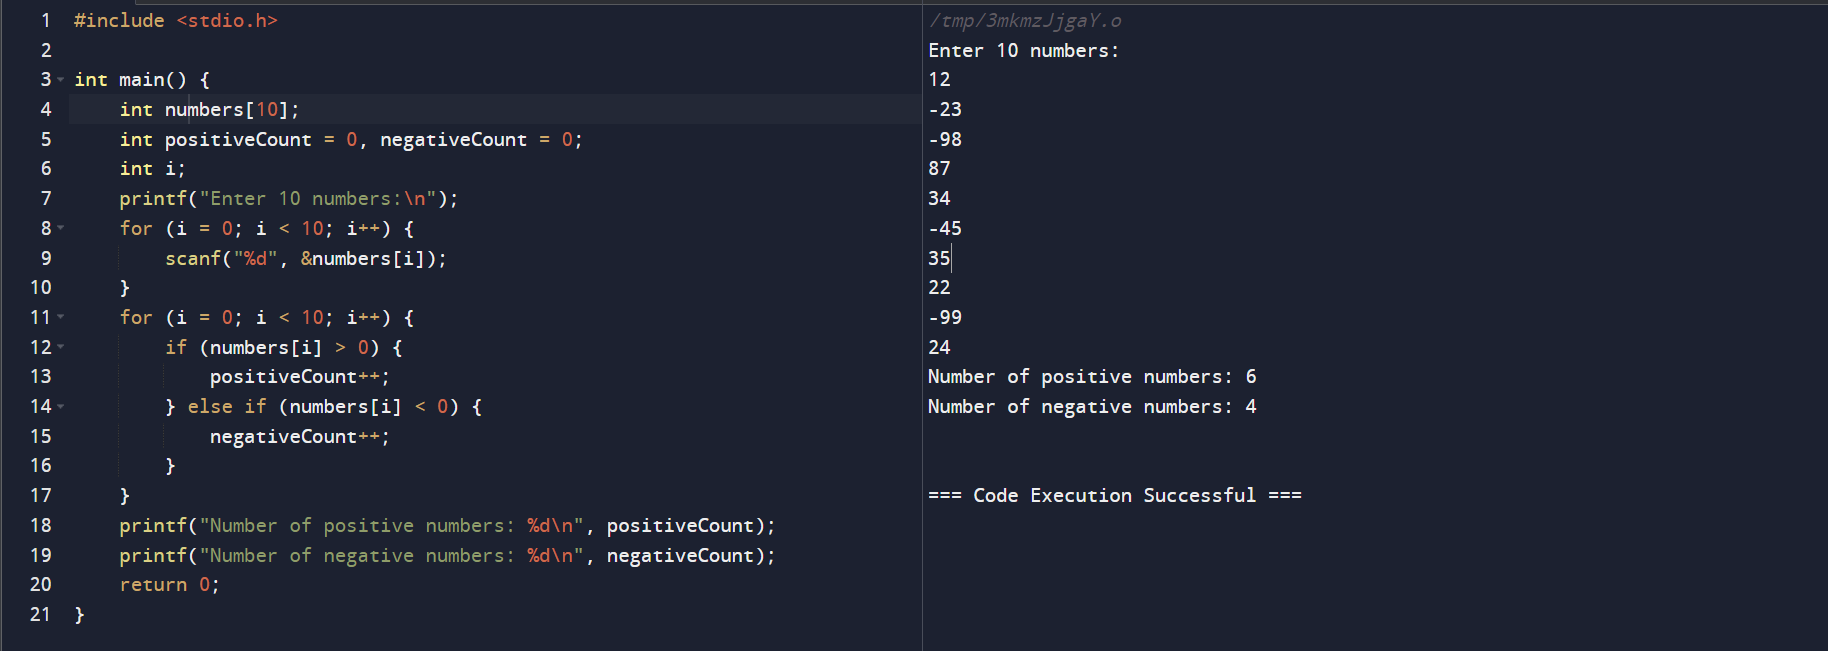 1 #include <stdio.h>
2
3 int main() {
4     int numbers[10];
5     int positiveCount = 0, negativeCount = 0;
6     int i;
7     printf("Enter 10 numbers:\n");
8     for (i = 0; i < 10; i++) {
9         scanf("%d", &numbers[i]);
10     }
11     for (i = 0; i < 10; i++) {
12         if (numbers[i] > 0) {
13             positiveCount++;
14         } else if (numbers[i] < 0) {
15             negativeCount++;
16         }
17     }
18     printf("Number of positive numbers: %d\n", positiveCount);
19     printf("Number of negative numbers: %d\n", negativeCount);
20     return 0;
21 }
/tmp/3mkmzJjgaY.o
Enter 10 numbers:
12
-23
-98
87
34
-45
35
22
-99
24
Number of positive numbers: 6
Number of negative numbers: 4
=== Code Execution Successful ===